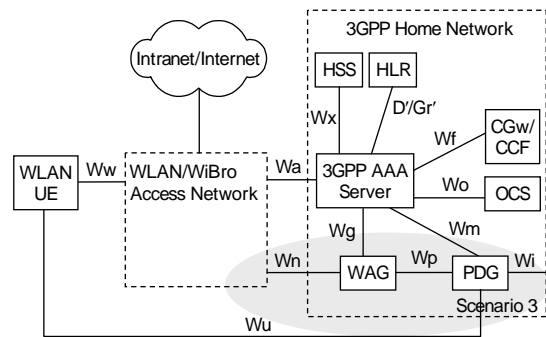 3GPP Home Network
Intranet/Internet
HSS
HLR
D′/Gr′
Wx
Wf
CGw/
CCF
WLAN
UE
Ww
WLAN/WiBro
Access Network
Wa
3GPP AAA
Server
Wo
OCS
Wg
Wm
Wn
WAG
Wp
PDG
Wi
Scenario 3
Wu